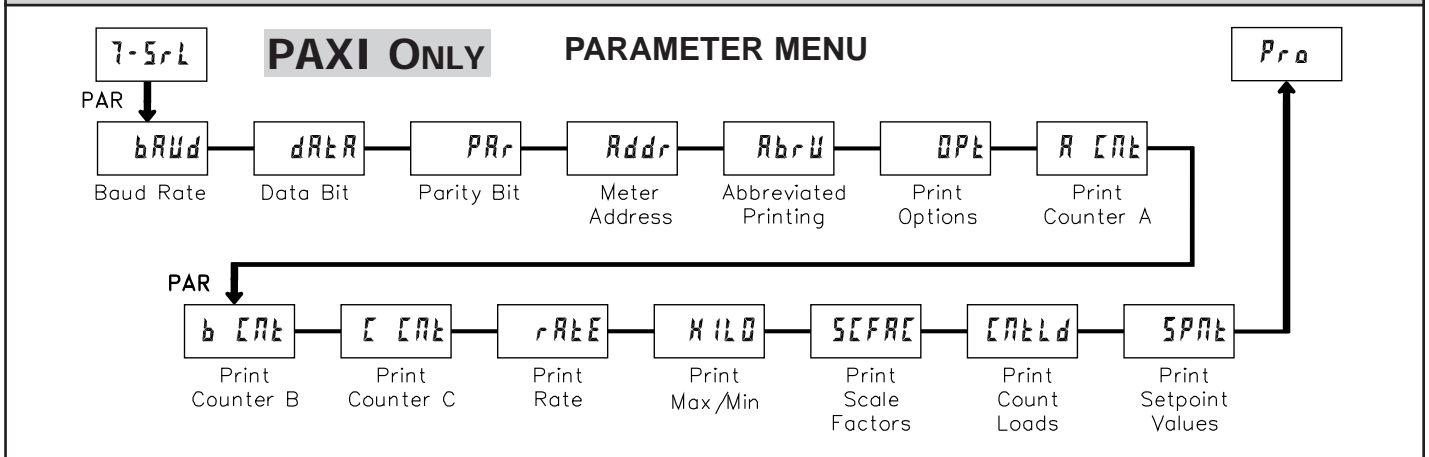 7-SrL
PAXI ONLY
PARAMETER MENU
Pro
PAR
bAUd
dAtA
PAr
Addr
AbrU
OPt
A CNt
Baud Rate
Data Bit
Parity Bit
Meter
Address
Abbreviated
Printing
Print
Options
Print
Counter A
PAR
b CNt
C CNt
rAtE
HILO
SCFAC
CNtLd
SPNt
Print
Counter B
Print
Counter C
Print
Rate
Print
Max/Min
Print
Scale
Factors
Print
Count
Loads
Print
Setpoint
Values